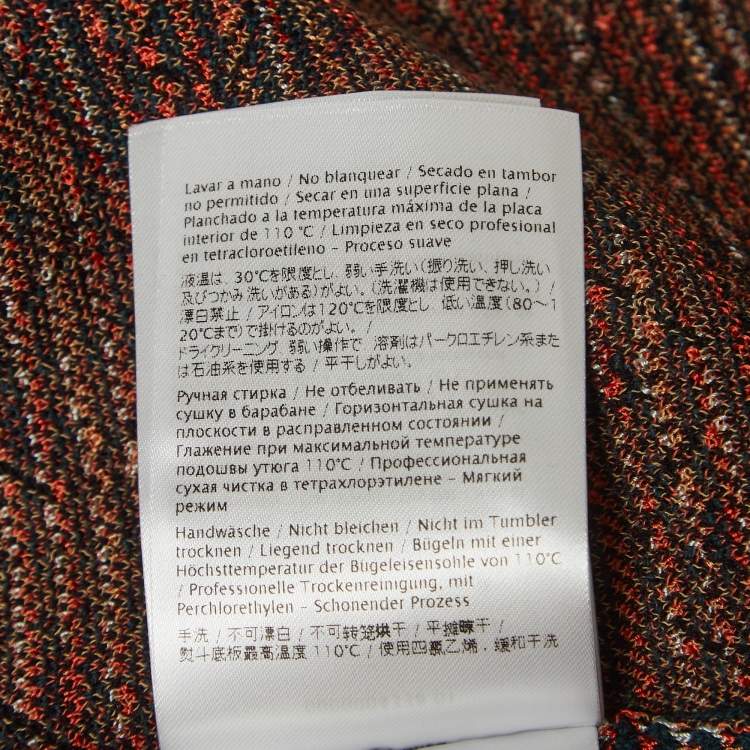 Lavar a mano / No blanquear / Secado en tambor
no permitido / Secar en una superficie plana /
Planchado a la temperatura máxima de la placa
interior de 110 °C / Limpieza en seco profesional
en tetracloroetileno – Proceso suave
液温は、30℃を限度とし、弱い手洗い(振り洗い、押し洗い
及びつかみ洗いがある)がよい。(洗濯機は使用できない。) /
漂白禁止 / アイロンは120℃を限度とし、低い温度(80〜1
20℃まで)で掛けるのがよい。 /
ドライクリーニング、弱い操作で、溶剤はパークロエチレン系また
は石油系を使用する / 平干しがよい。
Ручная стирка / Не отбеливать / Не применять
сушку в барабане / Горизонтальная сушка на
плоскости в расправленном состоянии /
Глажение при максимальной температуре
подошвы утюга 110°C / Профессиональная
сухая чистка в тетрахлорэтилене – Мягкий
режим
Handwäsche / Nicht bleichen / Nicht im Tumbler
trocknen / Liegend trocknen / Bügeln mit einer
Höchsttemperatur der Bügeleisensohle von 110°C
/ Professionelle Trockenreinigung, mit
Perchlorethylen – Schonender Prozess
手洗 / 不可漂白 / 不可转笼烘干 / 平摊晾干 /
熨斗底板最高温度 110℃ / 使用四氯乙烯 , 缓和干洗